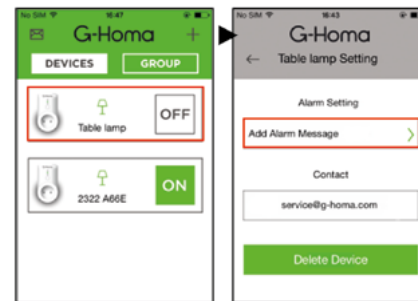 No SIM 16:47
G-Homa
DEVICES GROUP
Table lamp
OFF
2322 A66E
ON
No SIM 16:43
G-Homa
Table lamp Setting
Alarm Setting
Add Alarm Message
Contact
service@g-homa.com
Delete Device